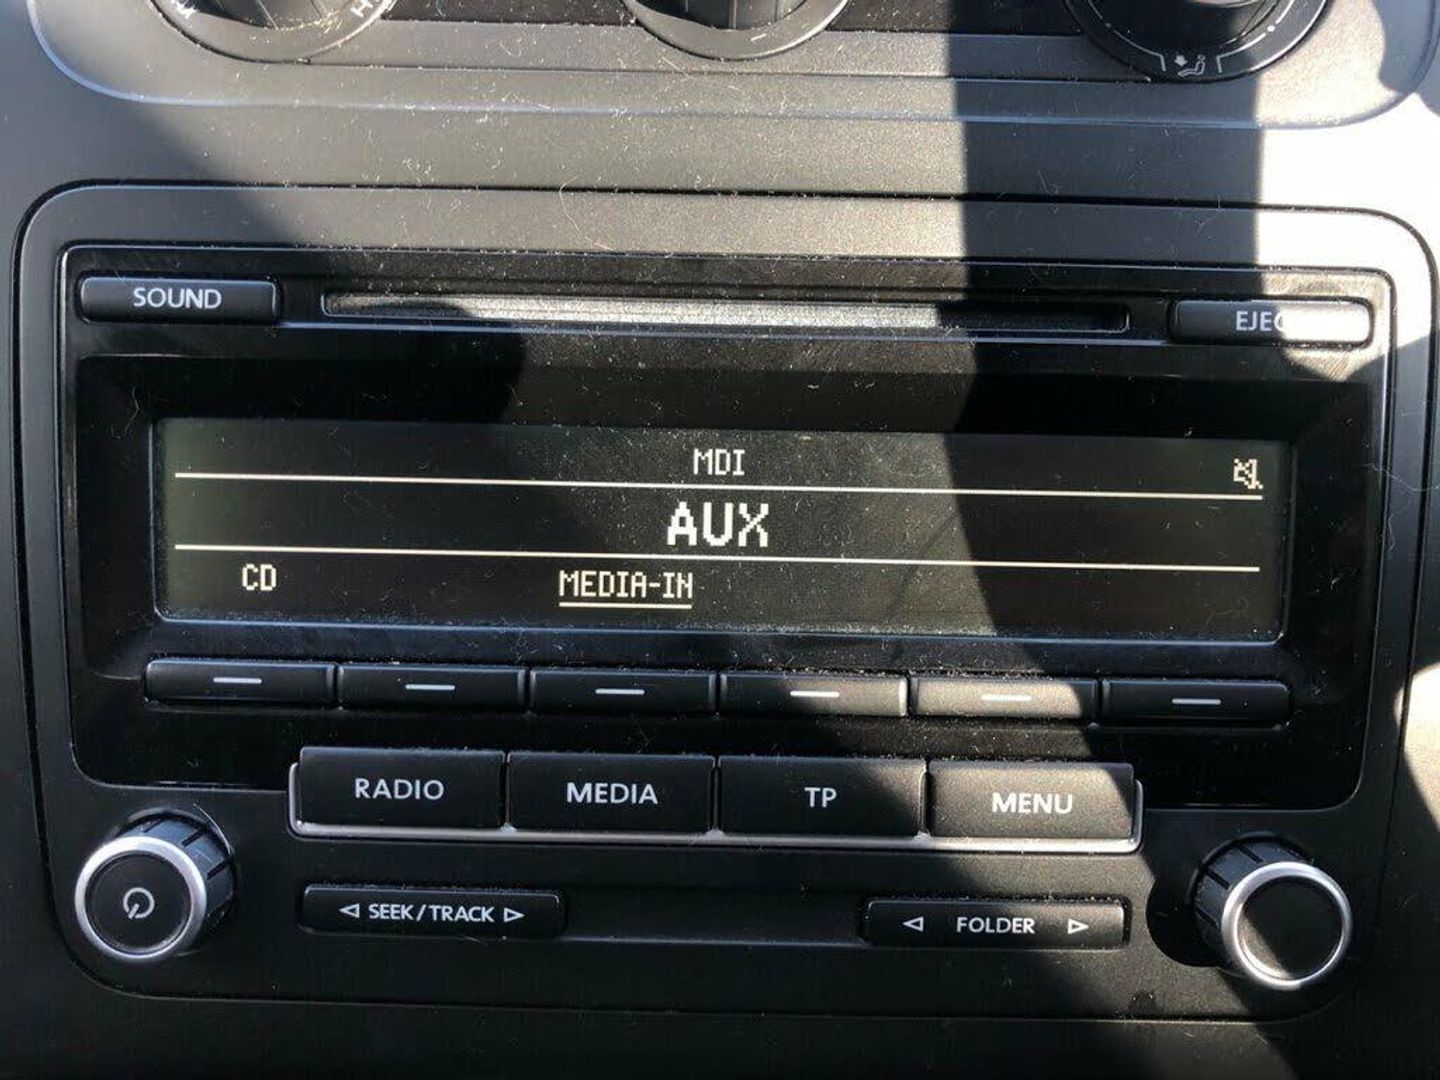 SOUND
EJEC
MDI
AUX
CD MEDIA-IN
RADIO MEDIA TP MENU
SEEK/TRACK FOLDER